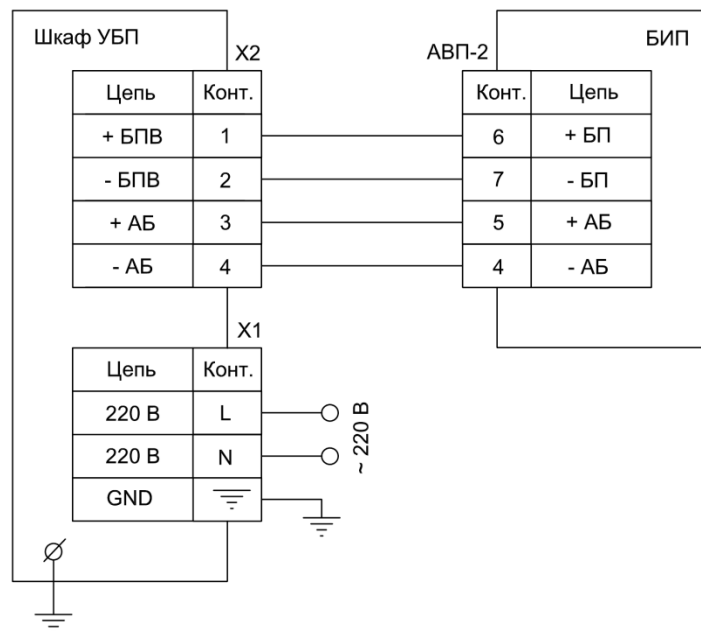 Шкаф УБП
X2
АВП-2
БИП
Цепь Конт.
+ БПВ 1
- БПВ 2
+ АБ 3
- АБ 4
Конт. Цепь
6 + БП
7 - БП
5 + АБ
4 - АБ
X1
Цепь Конт.
220 В L
220 В N
GND
~ 220 В